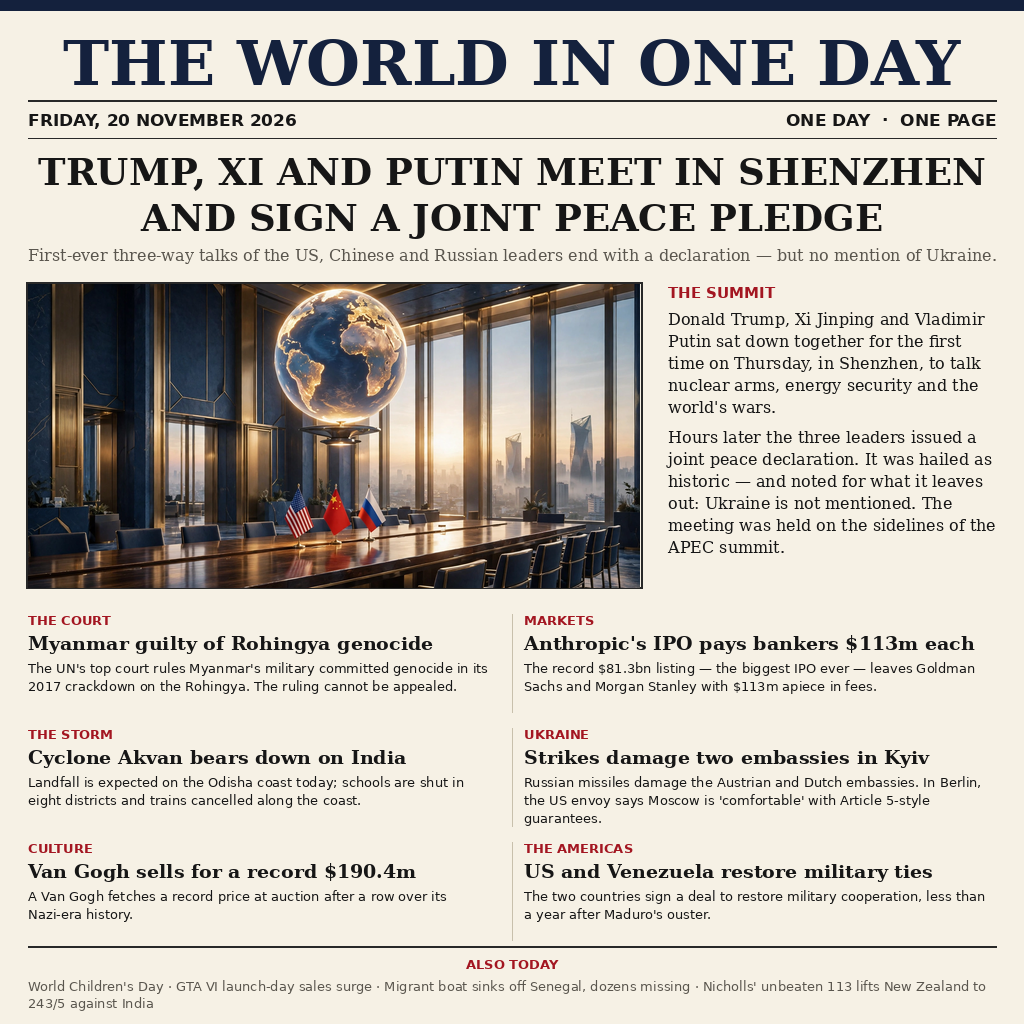 THE WORLD IN ONE DAY
FRIDAY, 20 NOVEMBER 2026
ONE DAY · ONE PAGE
TRUMP, XI AND PUTIN MEET IN SHENZHEN
AND SIGN A JOINT PEACE PLEDGE
First-ever three-way talks of the US, Chinese and Russian leaders end with a declaration — but no mention of Ukraine.
THE SUMMIT
Donald Trump, Xi Jinping and Vladimir
Putin sat down together for the first
time on Thursday, in Shenzhen, to talk
nuclear arms, energy security and the
world's wars.
Hours later the three leaders issued a
joint peace declaration. It was hailed as
historic — and noted for what it leaves
out: Ukraine is not mentioned. The
meeting was held on the sidelines of the
APEC summit.
THE COURT
Myanmar guilty of Rohingya genocide
The UN's top court rules Myanmar's military committed genocide in its
2017 crackdown on the Rohingya. The ruling cannot be appealed.
MARKETS
Anthropic's IPO pays bankers $113m each
The record $81.3bn listing — the biggest IPO ever — leaves Goldman
Sachs and Morgan Stanley with $113m apiece in fees.
THE STORM
Cyclone Akvan bears down on India
Landfall is expected on the Odisha coast today; schools are shut in
eight districts and trains cancelled along the coast.
UKRAINE
Strikes damage two embassies in Kyiv
Russian missiles damage the Austrian and Dutch embassies. In Berlin,
the US envoy says Moscow is 'comfortable' with Article 5-style
guarantees.
CULTURE
Van Gogh sells for a record $190.4m
A Van Gogh fetches a record price at auction after a row over its
Nazi-era history.
THE AMERICAS
US and Venezuela restore military ties
The two countries sign a deal to restore military cooperation, less than
a year after Maduro's ouster.
ALSO TODAY
World Children's Day · GTA VI launch-day sales surge · Migrant boat sinks off Senegal, dozens missing · Nicholls' unbeaten 113 lifts New Zealand to
243/5 against India